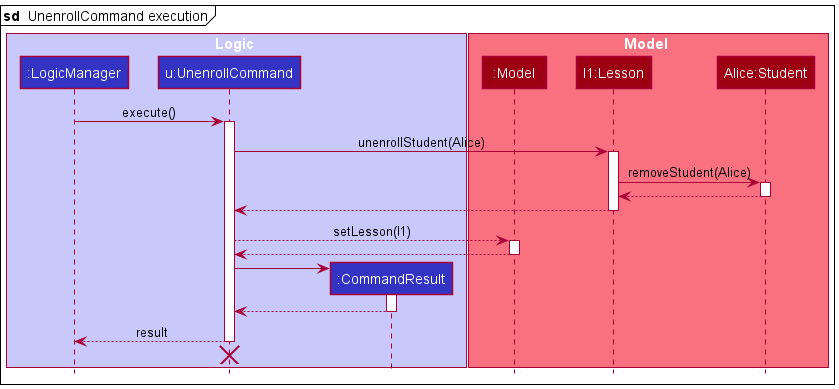 sd UnenrollCommand execution
Logic
Model
:LogicManager
u:UnenrollCommand
:Model
l1:Lesson
Alice:Student
execute()
unenrollStudent(Alice)
removeStudent(Alice)
setLesson(l1)
:CommandResult
result